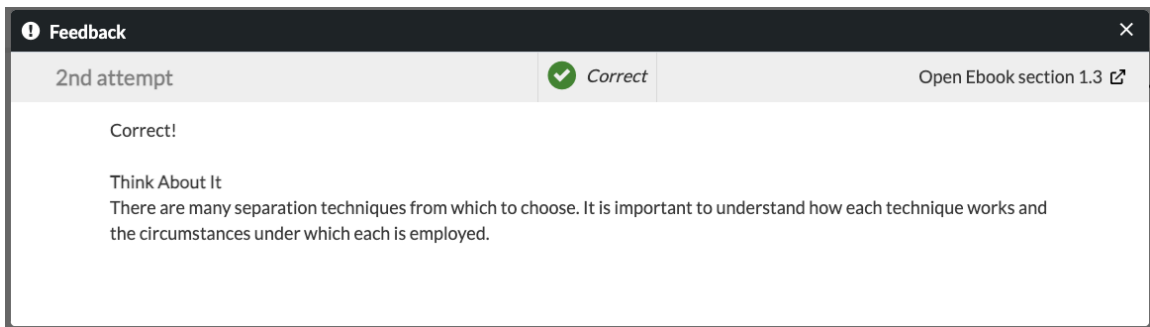 Feedback
2nd attempt
Correct
Open Ebook section 1.3
Correct!
Think About It
There are many separation techniques from which to choose. It is important to understand how each technique works and
the circumstances under which each is employed.